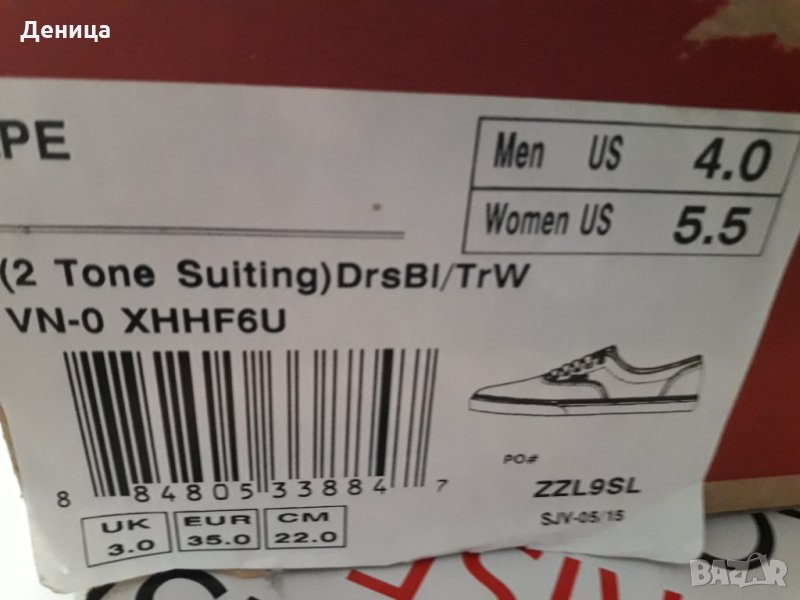 Деница
PE
Men US 4.0
Women US 5.5
(2 Tone Suiting)DrsBl/TrW
VN-0 XHHF6U
8 84805 33884 7
PO#
ZZL9SL
SJV-05/15
UK 3.0
EUR 35.0
CM 22.0
BAZAR